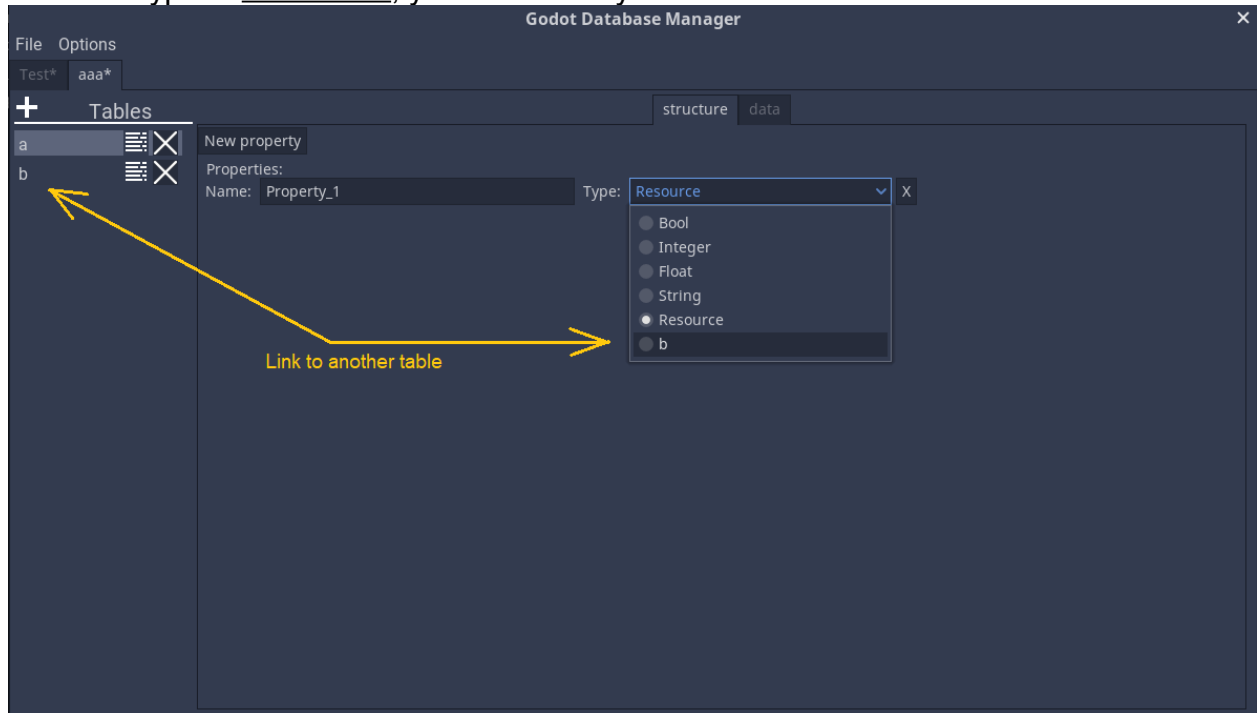 Godot Database Manager
File Options
Test* aaa*
Tables
structure data
a
New property
b
Properties:
Name: Property_1 Type: Resource X
Bool
Integer
Float
String
Resource
b
Link to another table